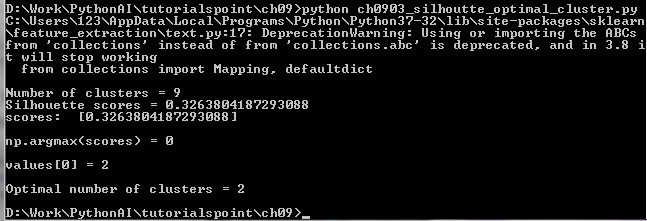 D:\Work\PythonAI\tutorialspoint\ch09>python ch0903_silhoutte_optimal_cluster.py
C:\Users\123\AppData\Local\Programs\Python\Python37-32\lib\site-packages\sklearn
\feature_extraction\text.py:17: DeprecationWarning: Using or importing the ABCs
from 'collections' instead of from 'collections.abc' is deprecated, and in 3.8 i
t will stop working
  from collections import Mapping, defaultdict
Number of clusters = 9
Silhouette scores = 0.3263804187293088
scores:  [0.3263804187293088]
np.argmax(scores) = 0
values[0] = 2
Optimal number of clusters = 2
D:\Work\PythonAI\tutorialspoint\ch09>_